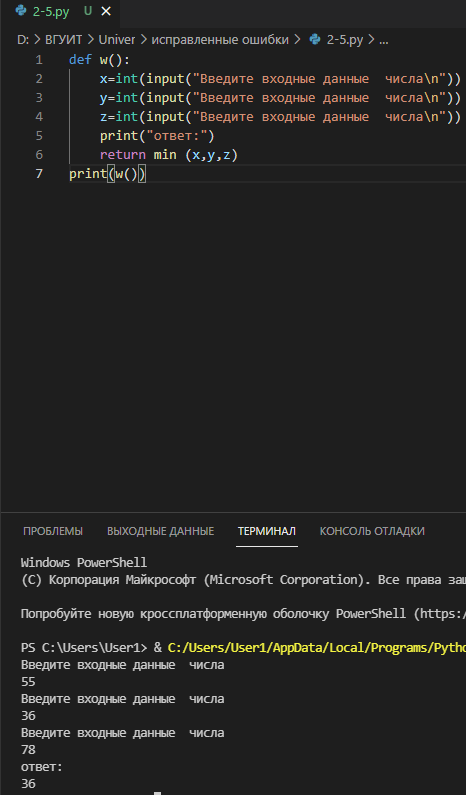 2-5.py U
D: > ВГУИТ > Univer > исправленные ошибки > 2-5.py > ...
1 def w():
2     x=int(input("Введите входные данные  числа\n"))
3     y=int(input("Введите входные данные  числа\n"))
4     z=int(input("Введите входные данные  числа\n"))
5     print("ответ:")
6     return min (x,y,z)
7 print(w())
ПРОБЛЕМЫ ВЫХОДНЫЕ ДАННЫЕ ТЕРМИНАЛ КОНСОЛЬ ОТЛАДКИ
Windows PowerShell
(C) Корпорация Майкрософт (Microsoft Corporation). Все права защ
Попробуйте новую кроссплатформенную оболочку PowerShell (https:/
PS C:\Users\User1> & C:/Users/User1/AppData/Local/Programs/Pytho
Введите входные данные  числа
55
Введите входные данные  числа
36
Введите входные данные  числа
78
ответ:
36